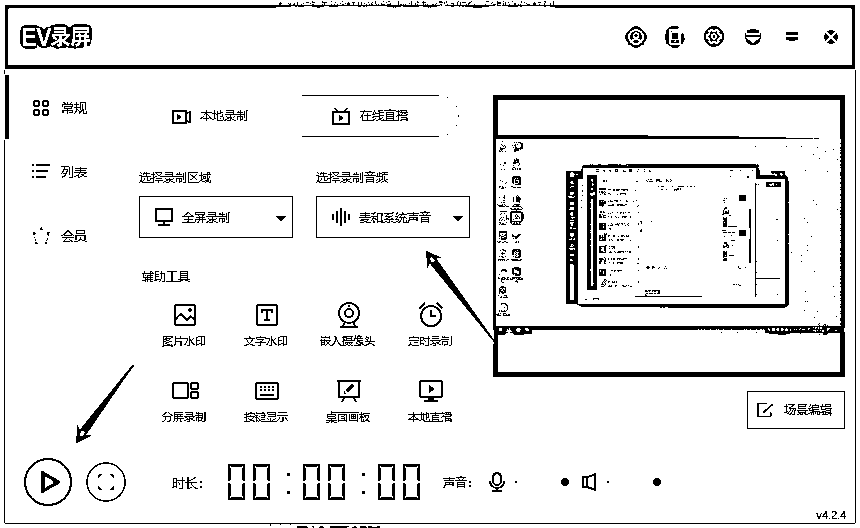 EV录屏
常规
本地录制
在线直播
列表
选择录制区域
选择录制音频
全屏录制
麦和系统声音
会员
辅助工具
图片水印
文字水印
嵌入摄像头
定时录制
分屏录制
按键显示
桌面画板
本地直播
场景编辑
时长:
00:00:00
声音:
v4.2.4